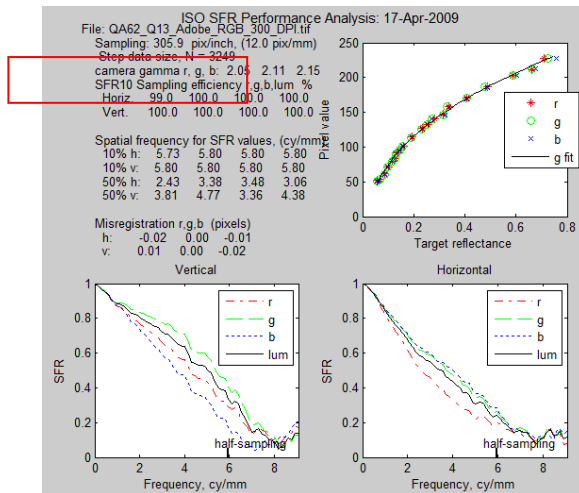 ISO SFR Performance Analysis: 17-Apr-2009
File: QA62_Q13_Adobe_RGB_300_DPI.tif
Sampling: 305.9 pix/inch, (12.0 pix/mm)
Step data size, N = 3249
camera gamma r, g, b: 2.05 2.11 2.15
SFR10 Sampling efficiency r,g,b,lum %
Horiz. 99.0 100.0 100.0 100.0
Vert. 100.0 100.0 100.0 100.0
Spatial frequency for SFR values, (cy/mm)
10% h: 5.73 5.80 5.80 5.80
10% v: 5.80 5.80 5.80 5.80
50% h: 2.43 3.38 3.48 3.06
50% v: 3.81 4.77 3.36 4.38
Misregistration r,g,b (pixels)
h: -0.02 0.00 -0.01
v: 0.01 0.00 -0.02
250
200
150
100
50
0
Pixel value
r
g
b
g fit
0 0.2 0.4 0.6 0.8
Target reflectance
Vertical
1
0.8
0.6
0.4
0.2
0
SFR
r
g
b
lum
half-sampling
0 2 4 6 8
Frequency, cy/mm
Horizontal
1
0.8
0.6
0.4
0.2
0
SFR
r
g
b
lum
half-sampling
0 2 4 6 8
Frequency, cy/mm